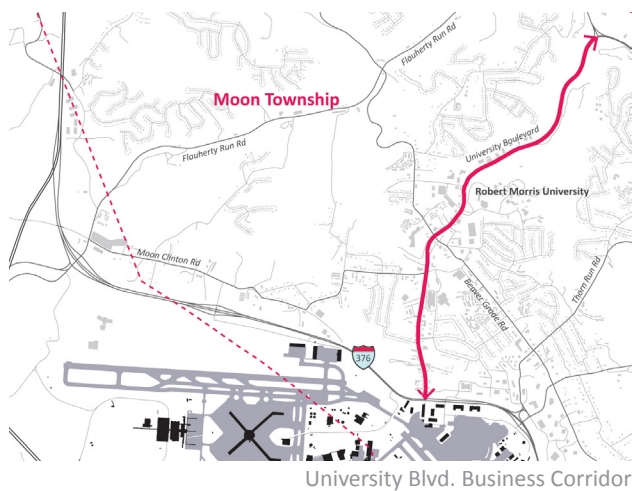 Flauherty Run Rd
Moon Township
University Boulevard
Flauherty Run Rd
Robert Morris University
Moon Clinton Rd
Thorn Run Rd
Beaver Grade Rd
376
University Blvd. Business Corridor